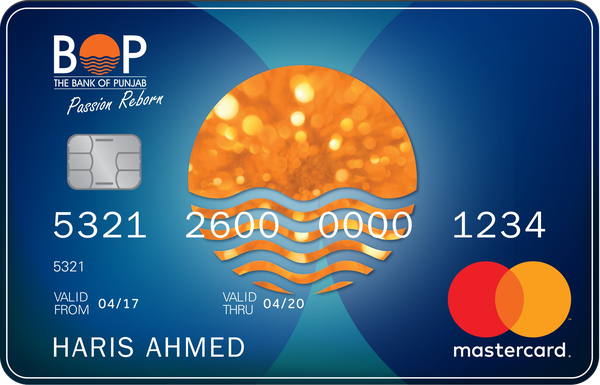 BOP
THE BANK OF PUNJAB
Passion Reborn
5321 2600 0000 1234
5321
VALID FROM 04/17 VALID THRU 04/20
HARIS AHMED
mastercard.